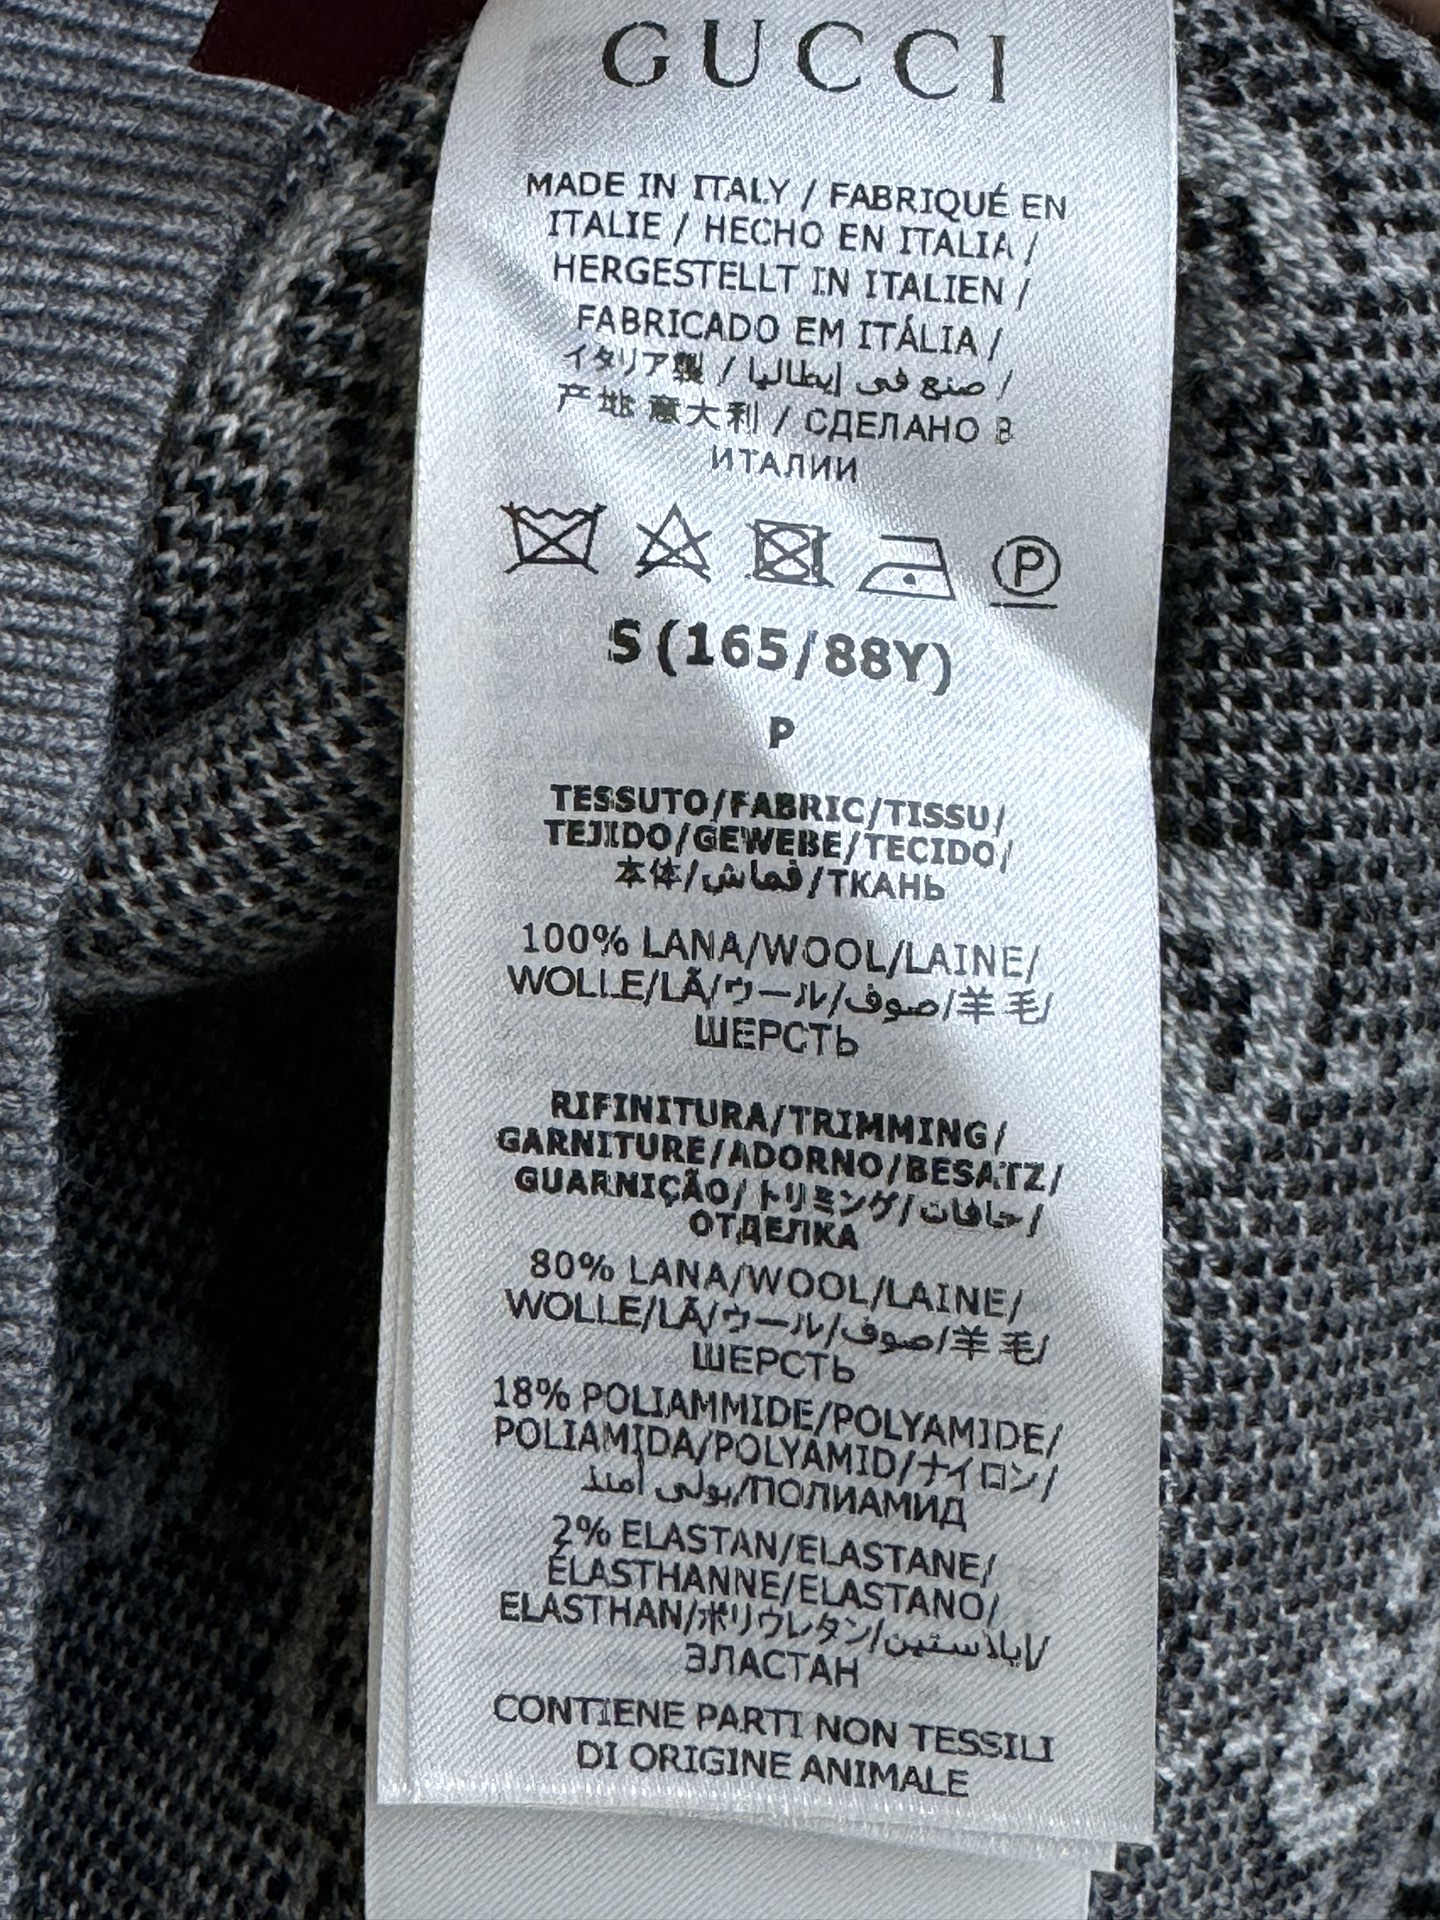 GUCCI
MADE IN ITALY / FABRIQUÉ EN
ITALIE / HECHO EN ITALIA /
HERGESTELLT IN ITALIEN /
FABRICADO EM ITÁLIA /
イタリア製 / صنع في إيطاليا /
产地 意大利 / СДЕЛАНО В
ИТАЛИИ
P
S (165/88Y)
P
TESSUTO/FABRIC/TISSU/
TEJIDO/GEWEBE/TECIDO/
本体/قماش/ТКАНЬ
100% LANA/WOOL/LAINE/
WOLLE/LÃ/ウール/صوف/羊毛/
ШЕРСТЬ
RIFINITURA/TRIMMING/
GARNITURE/ADORNO/BESATZ/
GUARNIÇÃO/トリミング/حافات/
ОТДЕЛКА
80% LANA/WOOL/LAINE/
WOLLE/LÃ/ウール/صوف/羊毛/
ШЕРСТЬ
18% POLIAMMIDE/POLYAMIDE/
POLIAMIDA/POLYAMID/ナイロン/
بولي أميد/ПОЛИАМИД
2% ELASTAN/ELASTANE/
ÉLASTHANNE/ELASTANO/
ELASTHAN/ポリウレタン/إيلاستين/
ЭЛАСТАН
CONTIENE PARTI NON TESSILI
DI ORIGINE ANIMALE